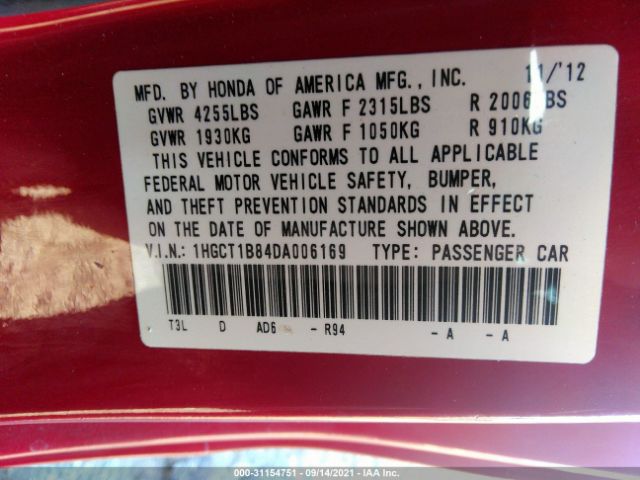 MFD. BY HONDA OF AMERICA MFG., INC. 11/'12
GVWR 4255LBS GAWR F 2315LBS R 2006LBS
GVWR 1930KG GAWR F 1050KG R 910KG
THIS VEHICLE CONFORMS TO ALL APPLICABLE
FEDERAL MOTOR VEHICLE SAFETY, BUMPER,
AND THEFT PREVENTION STANDARDS IN EFFECT
ON THE DATE OF MANUFACTURE SHOWN ABOVE.
V.I.N.: 1HGCT1B84DA006169 TYPE: PASSENGER CAR
T3L D AD6 - R94 - A - A
000-31154751 - 09/14/2021 - IAA Inc.